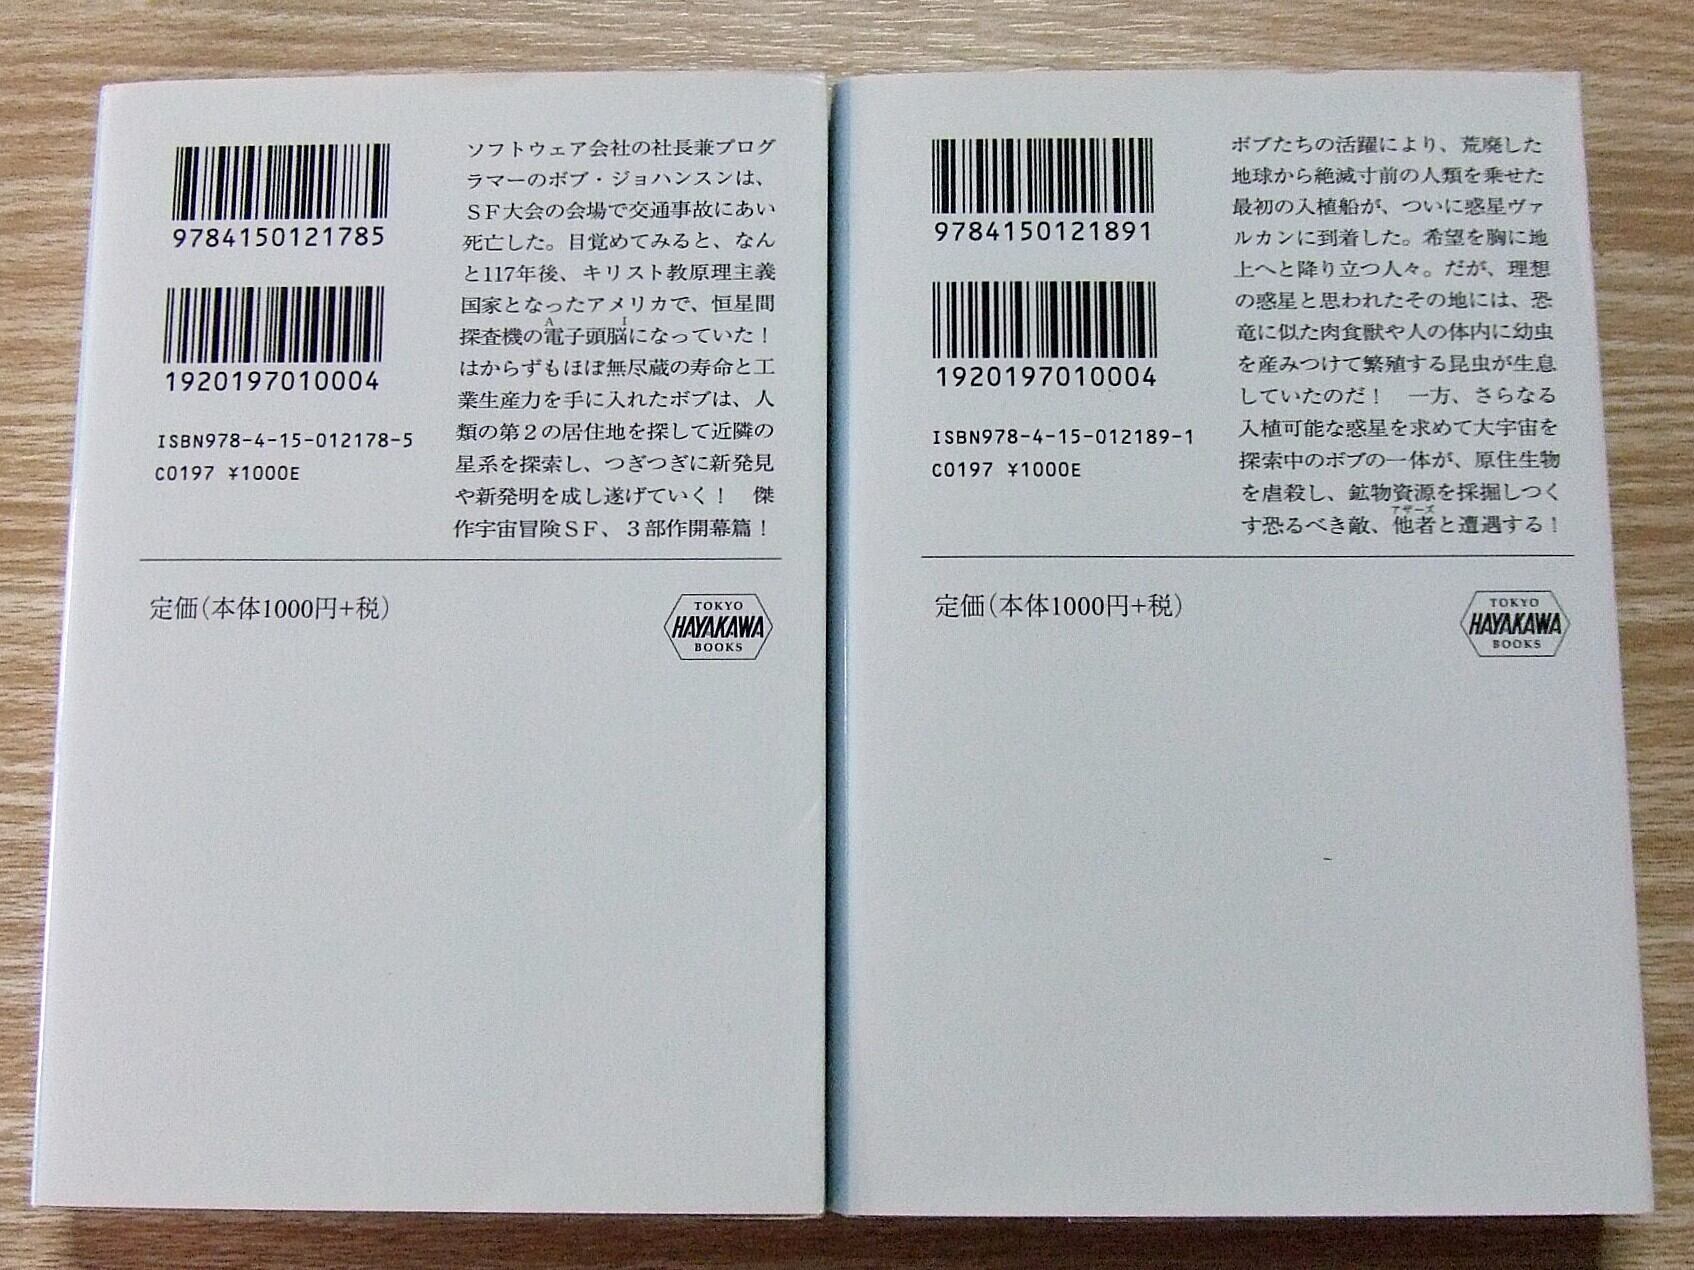 9784150121785
1920197010004
ISBN978-4-15-012178-5
C0197 ¥1000E
ソフトウェア会社の社長兼プログ
ラマーのボブ・ジョハンスンは、
ＳＦ大会の会場で交通事故にあい
死亡した。目覚めてみると、なん
と117年後、キリスト教原理主義
国家となったアメリカで、恒星間
AI
探査機の電子頭脳になっていた！
はからずもほぼ無尽蔵の寿命と工
業生産力を手に入れたボブは、人
類の第２の居住地を探して近隣の
星系を探索し、つぎつぎに新発見
や新発明を成し遂げていく！　傑
作宇宙冒険ＳＦ、３部作開幕篇！
定価（本体1000円+税）
TOKYO
HAYAKAWA
BOOKS
9784150121891
1920197010004
ISBN978-4-15-012189-1
C0197 ¥1000E
ボブたちの活躍により、荒廃した
地球から絶滅寸前の人類を乗せた
最初の入植船が、ついに惑星ヴァ
ルカンに到着した。希望を胸に地
上へと降り立つ人々。だが、理想
の惑星と思われたその地には、恐
竜に似た肉食獣や人の体内に幼虫
を産みつけて繁殖する昆虫が生息
していたのだ！　一方、さらなる
入植可能な惑星を求めて大宇宙を
探索中のボブの一体が、原住生物
を虐殺し、鉱物資源を採掘しつく
アザーズ
す恐るべき敵、他者と遭遇する！
定価（本体1000円+税）
TOKYO
HAYAKAWA
BOOKS